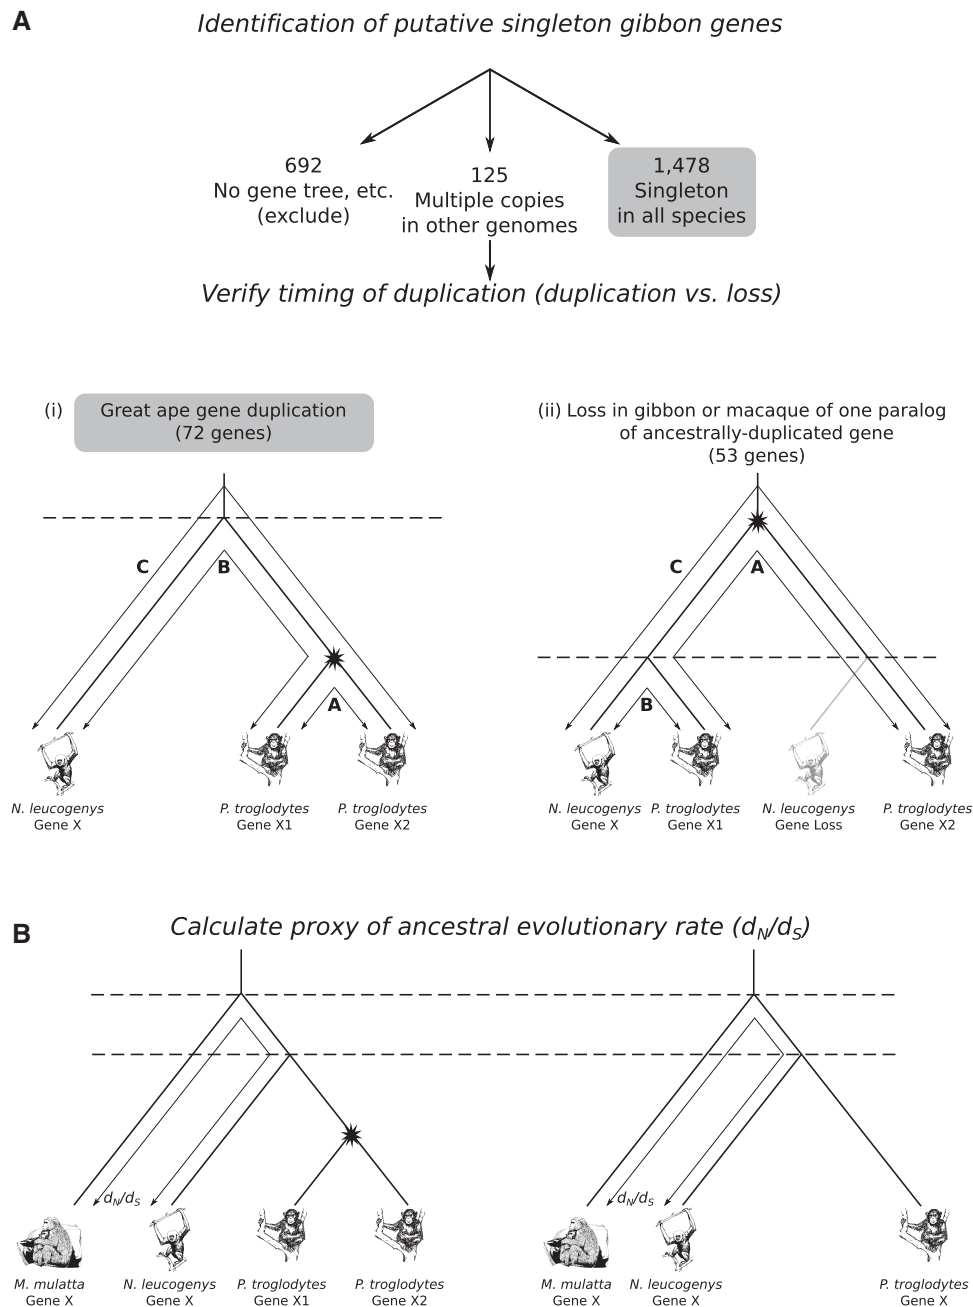 A
Identification of putative singleton gibbon genes
692
No gene tree, etc.
(exclude)
125
Multiple copies
in other genomes
1,478
Singleton
in all species
Verify timing of duplication (duplication vs. loss)
(i)
Great ape gene duplication
(72 genes)
(ii) Loss in gibbon or macaque of one paralog
of ancestrally-duplicated gene
(53 genes)
C
B
A
C
A
B
N. leucogenys
Gene X
P. troglodytes
Gene X1
P. troglodytes
Gene X2
N. leucogenys
Gene X
P. troglodytes
Gene X1
N. leucogenys
Gene Loss
P. troglodytes
Gene X2
B
Calculate proxy of ancestral evolutionary rate (dN/dS)
dN/dS
dN/dS
M. mulatta
Gene X
N. leucogenys
Gene X
P. troglodytes
Gene X1
P. troglodytes
Gene X2
M. mulatta
Gene X
N. leucogenys
Gene X
P. troglodytes
Gene X